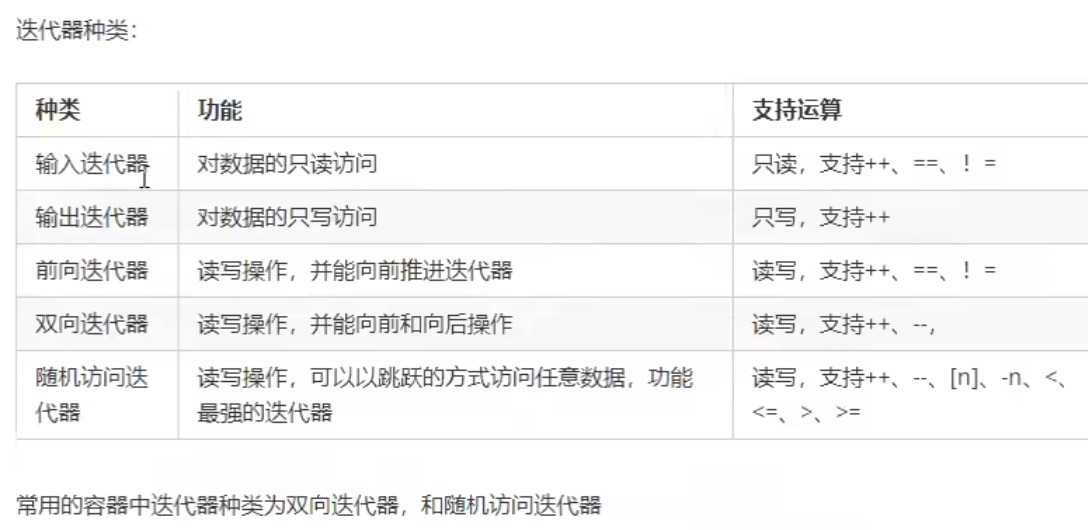 迭代器种类：
种类 功能 支持运算
输入迭代器 对数据的只读访问 只读，支持++、==、！=
输出迭代器 对数据的只写访问 只写，支持++
前向迭代器 读写操作，并能向前推进迭代器 读写，支持++、==、！=
双向迭代器 读写操作，并能向前和向后操作 读写，支持++、--，
随机访问迭 读写操作，可以以跳跃的方式访问任意数据，功能 读写，支持++、--、[n]、-n、<、
代器 最强的迭代器 <=、>、>=
常用的容器中迭代器种类为双向迭代器，和随机访问迭代器